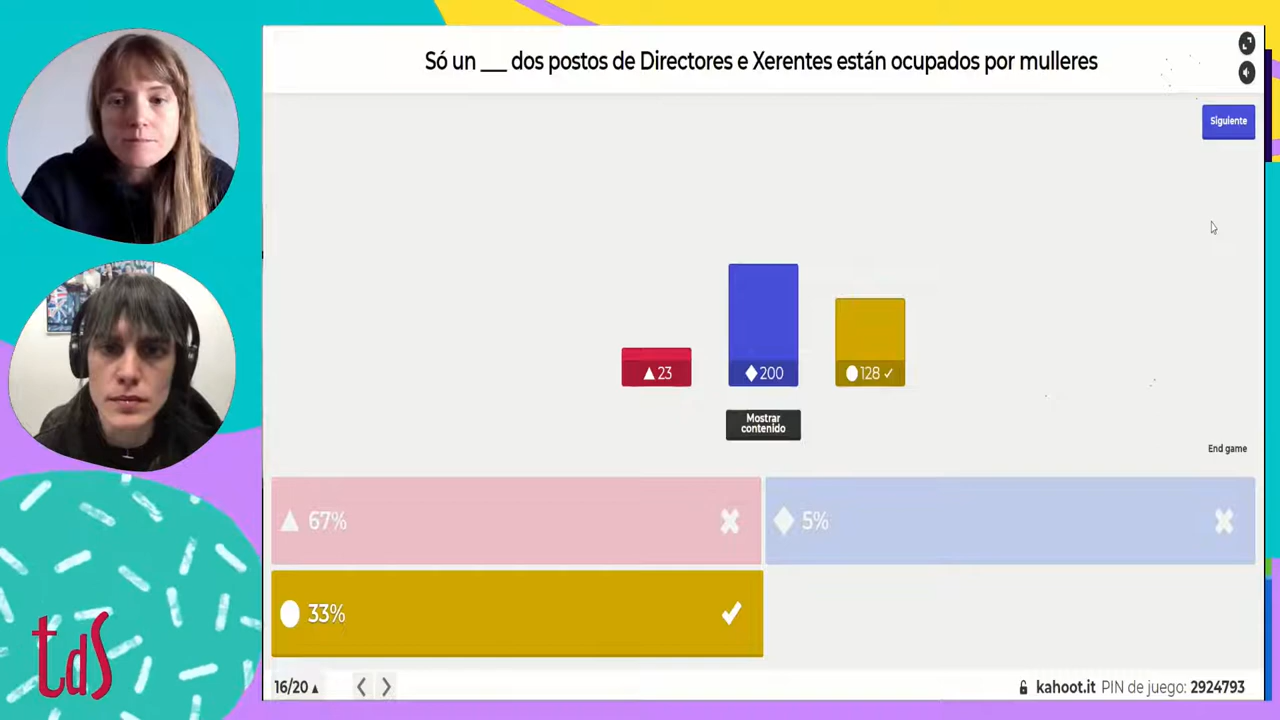 Só un ___ dos postos de Directores e Xerentes están ocupados por mulleres
Siguiente
23
200
128
Mostrar
contenido
End game
67%
5%
33%
16/20
kahoot.it PIN de juego: 2924793
tdS